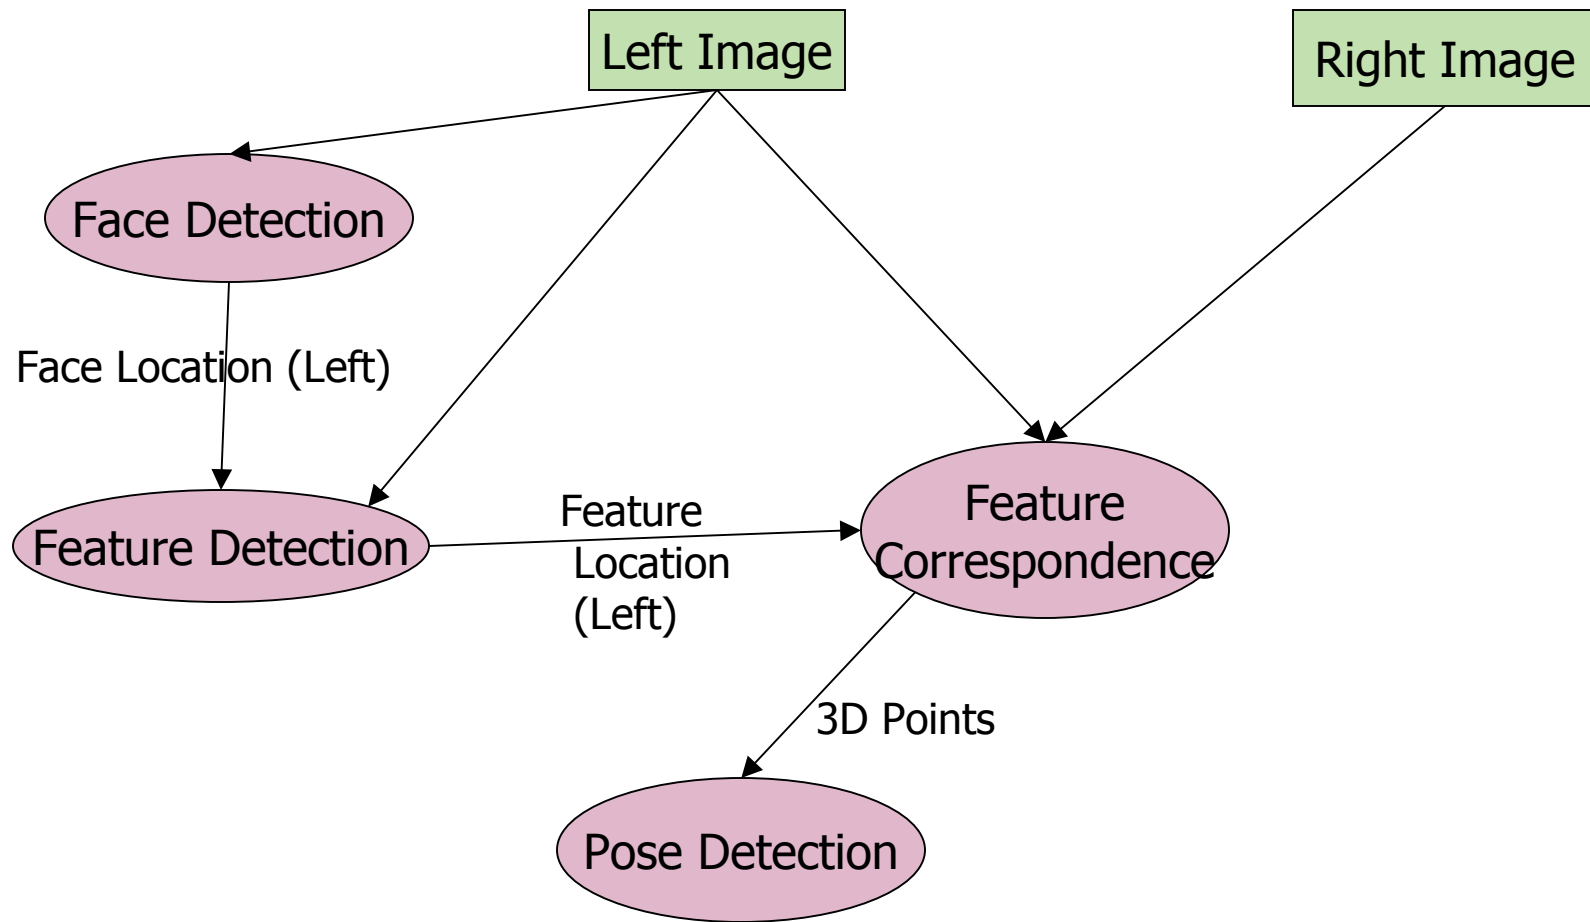 Left Image
Right Image
Face Detection
Face Location (Left)
Feature Detection
Feature
Location
(Left)
Feature
Correspondence
3D Points
Pose Detection